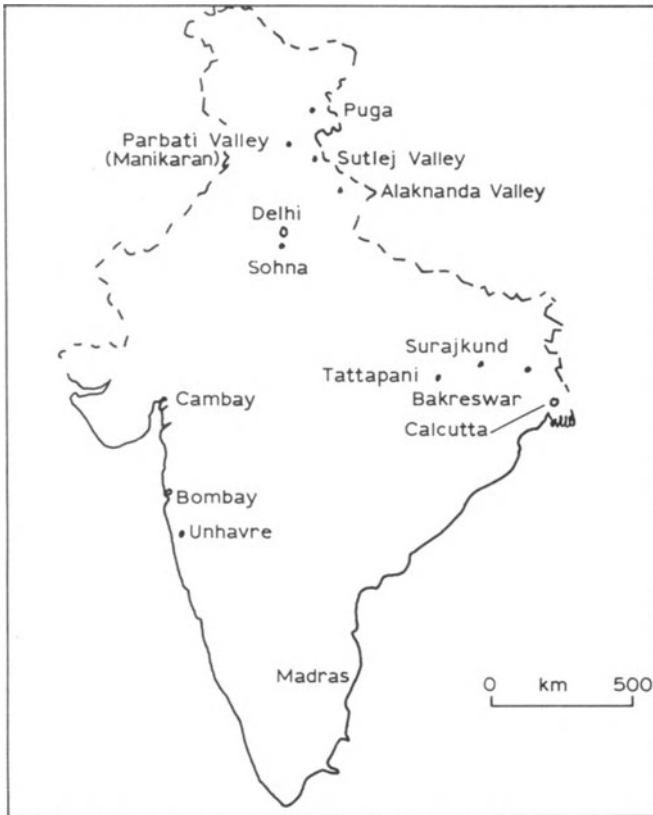 Puga
Parbati Valley
(Manikaran)
Sutlej Valley
Alaknanda Valley
Delhi
Sohna
Surajkund
Tattapani
Bakreswar
Cambay
Calcutta
Bombay
Unhavre
Madras
0 km 500